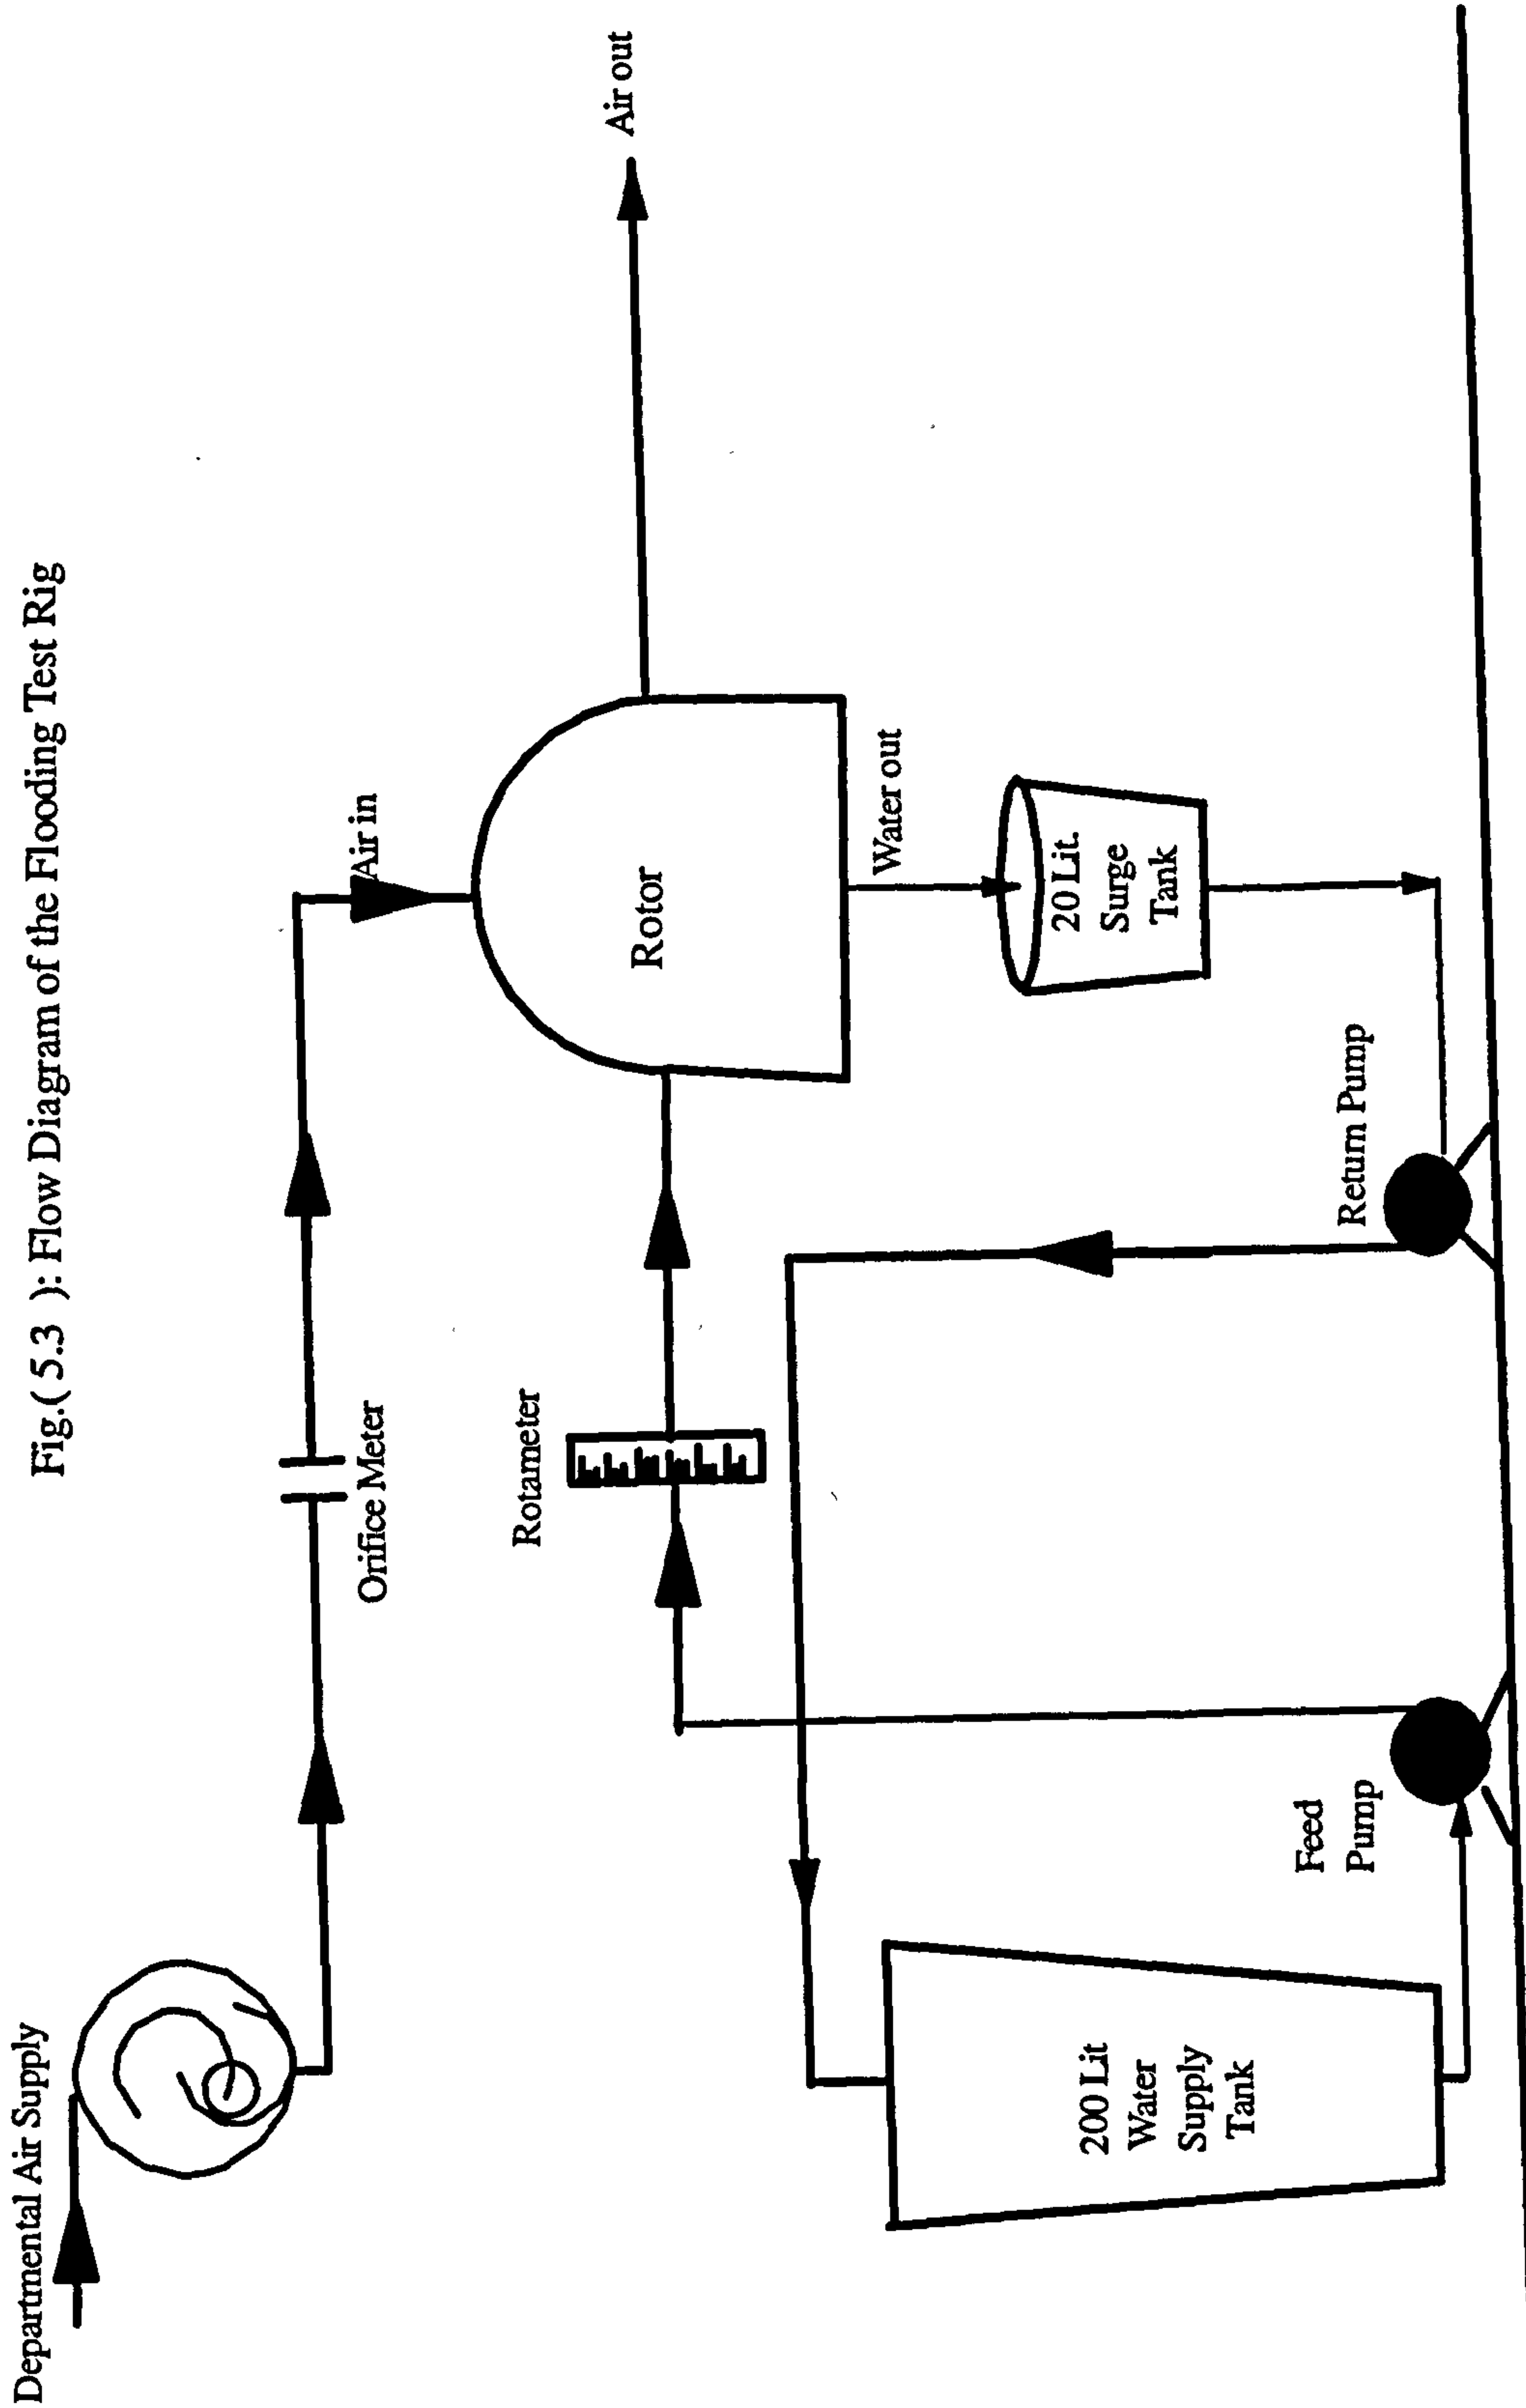 Fig.( 5.3 ): Flow Diagram of the Flooding Test Rig
Departmental Air Supply
Orifice Meter
Air in
Rotameter
Rotor
Air out
Water out
20 Lit.
Surge
Tank
Return Pump
Feed
Pump
200 Lit
Water
Supply
Tank